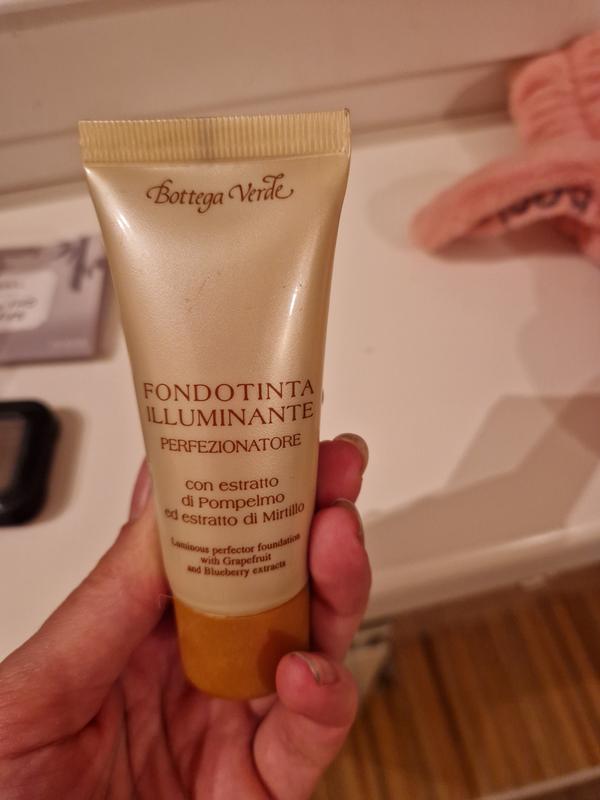 Bottega Verde
FONDOTINTA
ILLUMINANTE
PERFEZIONATORE
con estratto
di Pompelmo
ed estratto di Mirtillo
Luminous perfector foundation
with Grapefruit
and Blueberry extracts